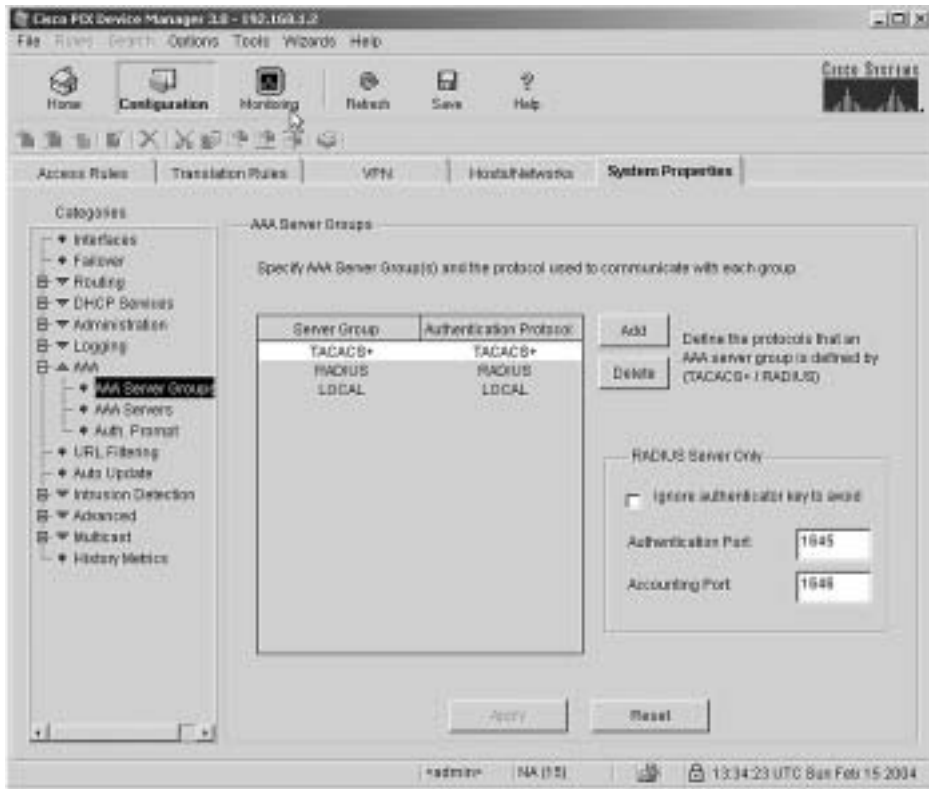 Cisco PIX Device Manager 3.0 - 192.168.1.2
File Rules Search Options Tools Wizards Help
Home Configuration Monitoring Refresh Save Help
CISCO SYSTEMS
Access Rules Translation Rules VPN Hosts/Networks System Properties
Categories
Interfaces
Failover
Routing
DHCP Services
Administration
Logging
AAA
AAA Server Groups
AAA Servers
Auth. Prompt
URL Filtering
Auto Update
Intrusion Detection
Advanced
Multicast
History Metrics
AAA Server Groups
Specify AAA Server Group(s) and the protocol used to communicate with each group.
Server Group Authentication Protocol
TACACS+ TACACS+
RADIUS RADIUS
LOCAL LOCAL
Add
Delete
Define the protocols that an
AAA server group is defined by
(TACACS+ / RADIUS)
RADIUS Server Only
Ignore authenticator key to avoid
Authentication Port: 1645
Accounting Port: 1646
Apply Reset
<admin> NA (15) 13:34:23 UTC Sun Feb 15 2004